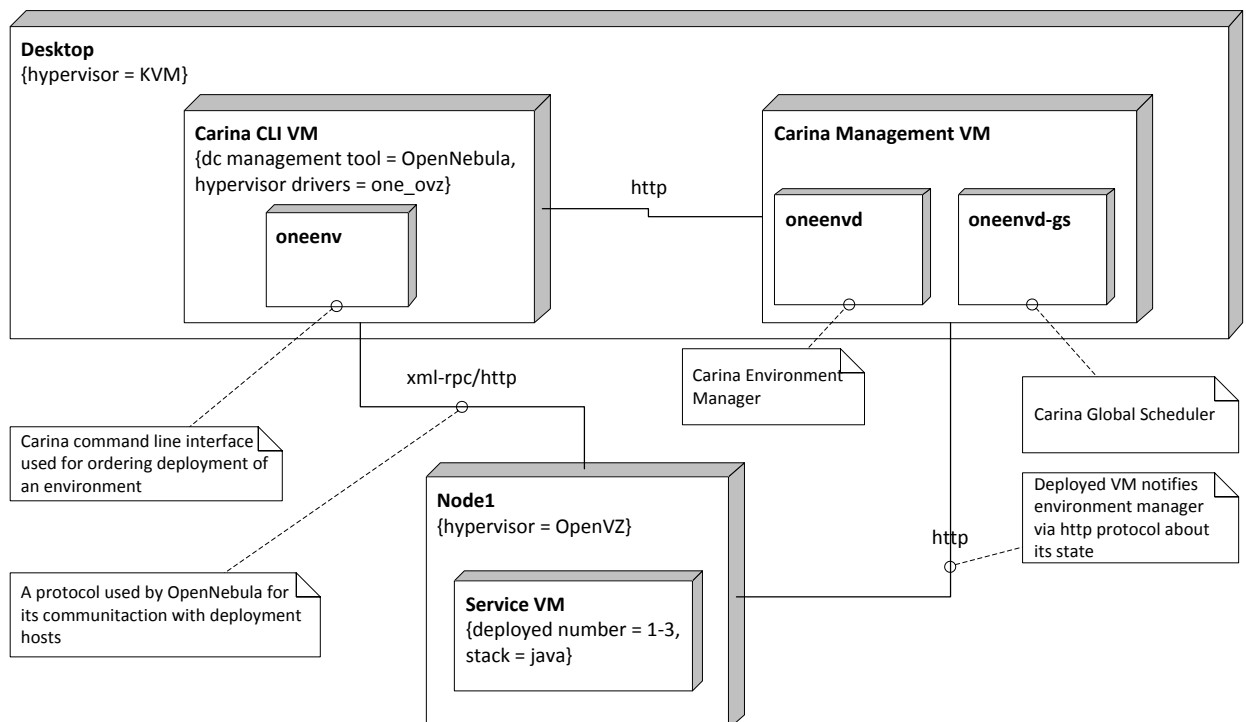 Desktop
{hypervisor = KVM}
Carina CLI VM
{dc management tool = OpenNebula,
hypervisor drivers = one_ovz}
oneenv
http
Carina Management VM
oneenvd
oneenvd-gs
xml-rpc/http
Carina Environment
Manager
Carina Global Scheduler
Carina command line interface
used for ordering deployment of
an environment
Node1
{hypervisor = OpenVZ}
http
Deployed VM notifies
environment manager
via http protocol about
its state
A protocol used by OpenNebula for
its communitaction with deployment
hosts
Service VM
{deployed number = 1-3,
stack = java}